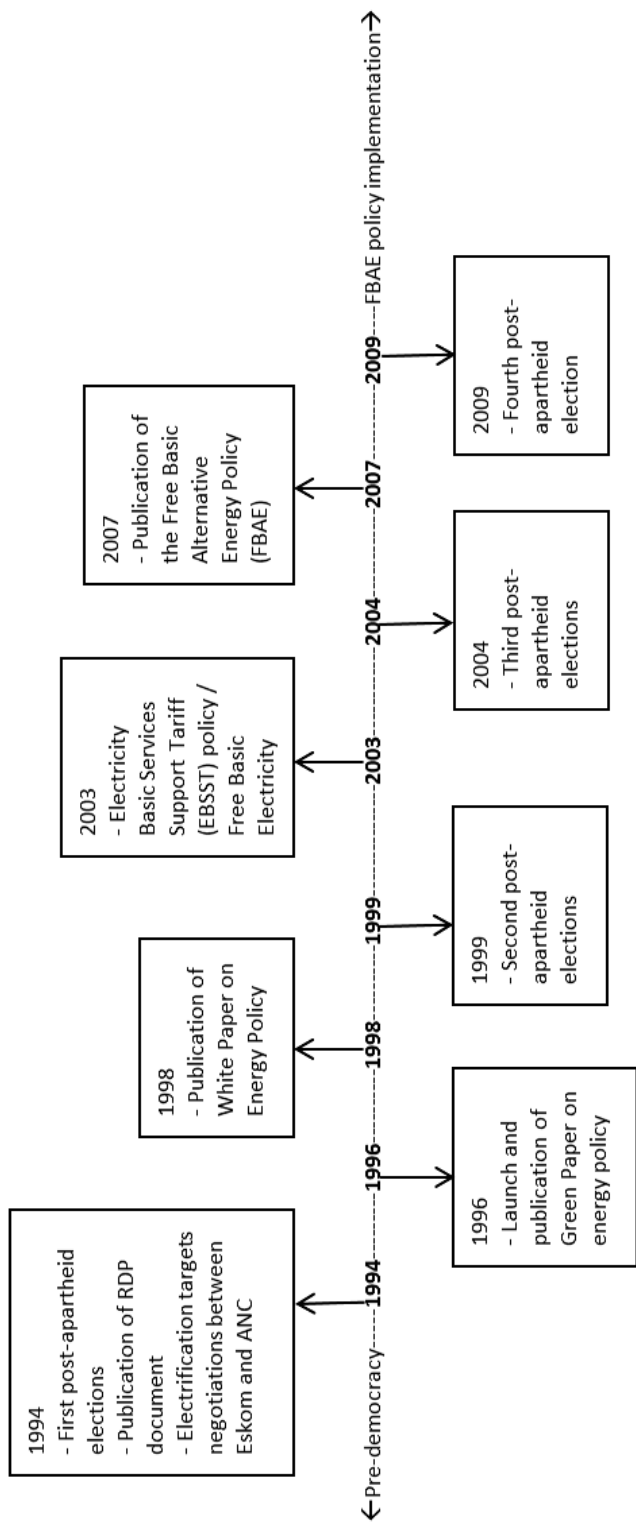 1994
- First post-apartheid
elections
- Publication of RDP
document
- Electrification targets
negotiations between
Eskom and ANC
1998
- Publication of
White Paper on
Energy Policy
2003
- Electricity
Basic Services
Support Tariff
(EBSST) policy /
Free Basic
Electricity
2007
- Publication of
the Free Basic
Alternative
Energy Policy
(FBAE)
←Pre-democracy-----1994---------------1996----------1998---------1999---------------2003-----------2004-----------2007-----------2009-----FBAE policy implementation→
1996
- Launch and
publication of
Green Paper on
energy policy
1999
- Second post-
apartheid
elections
2004
- Third post-
apartheid
elections
2009
- Fourth post-
apartheid
election